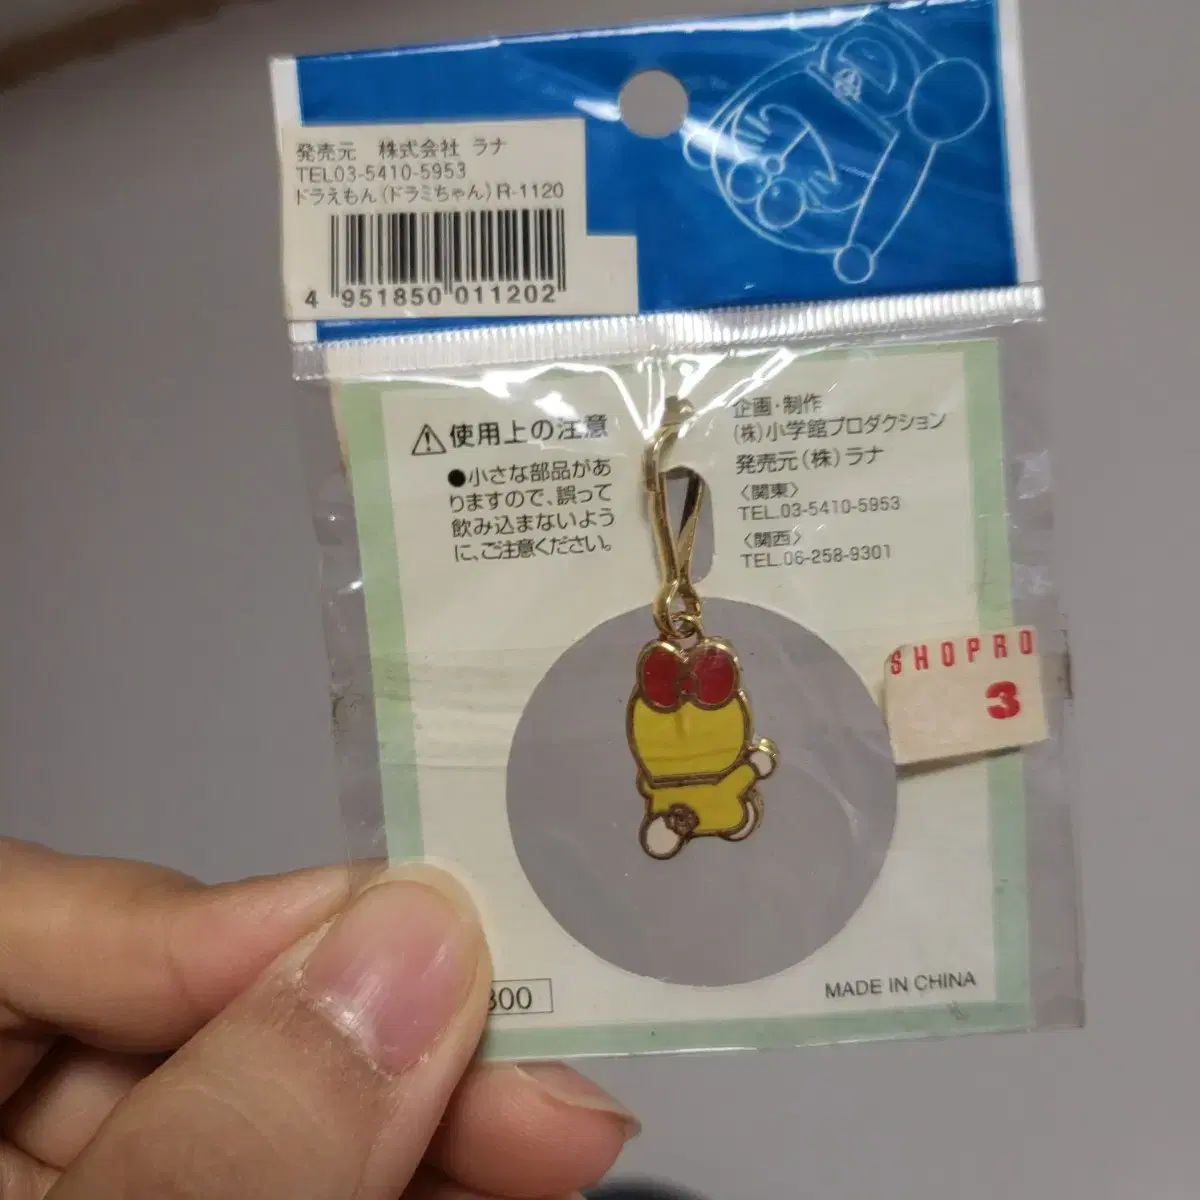 発売元 株式会社 ラナ
TEL03-5410-5953
ドラえもん(ドラミちゃん)R-1120
4 951850 011202
⚠使用上の注意
●小さな部品があ
りますので、誤って
飲み込まないよう
に、ご注意ください。
企画・制作
(株)小学館プロダクション
発売元(株)ラナ
〈関東〉
TEL.03-5410-5953
〈関西〉
TEL.06-258-9301
SHOPRO
3
300
MADE IN CHINA